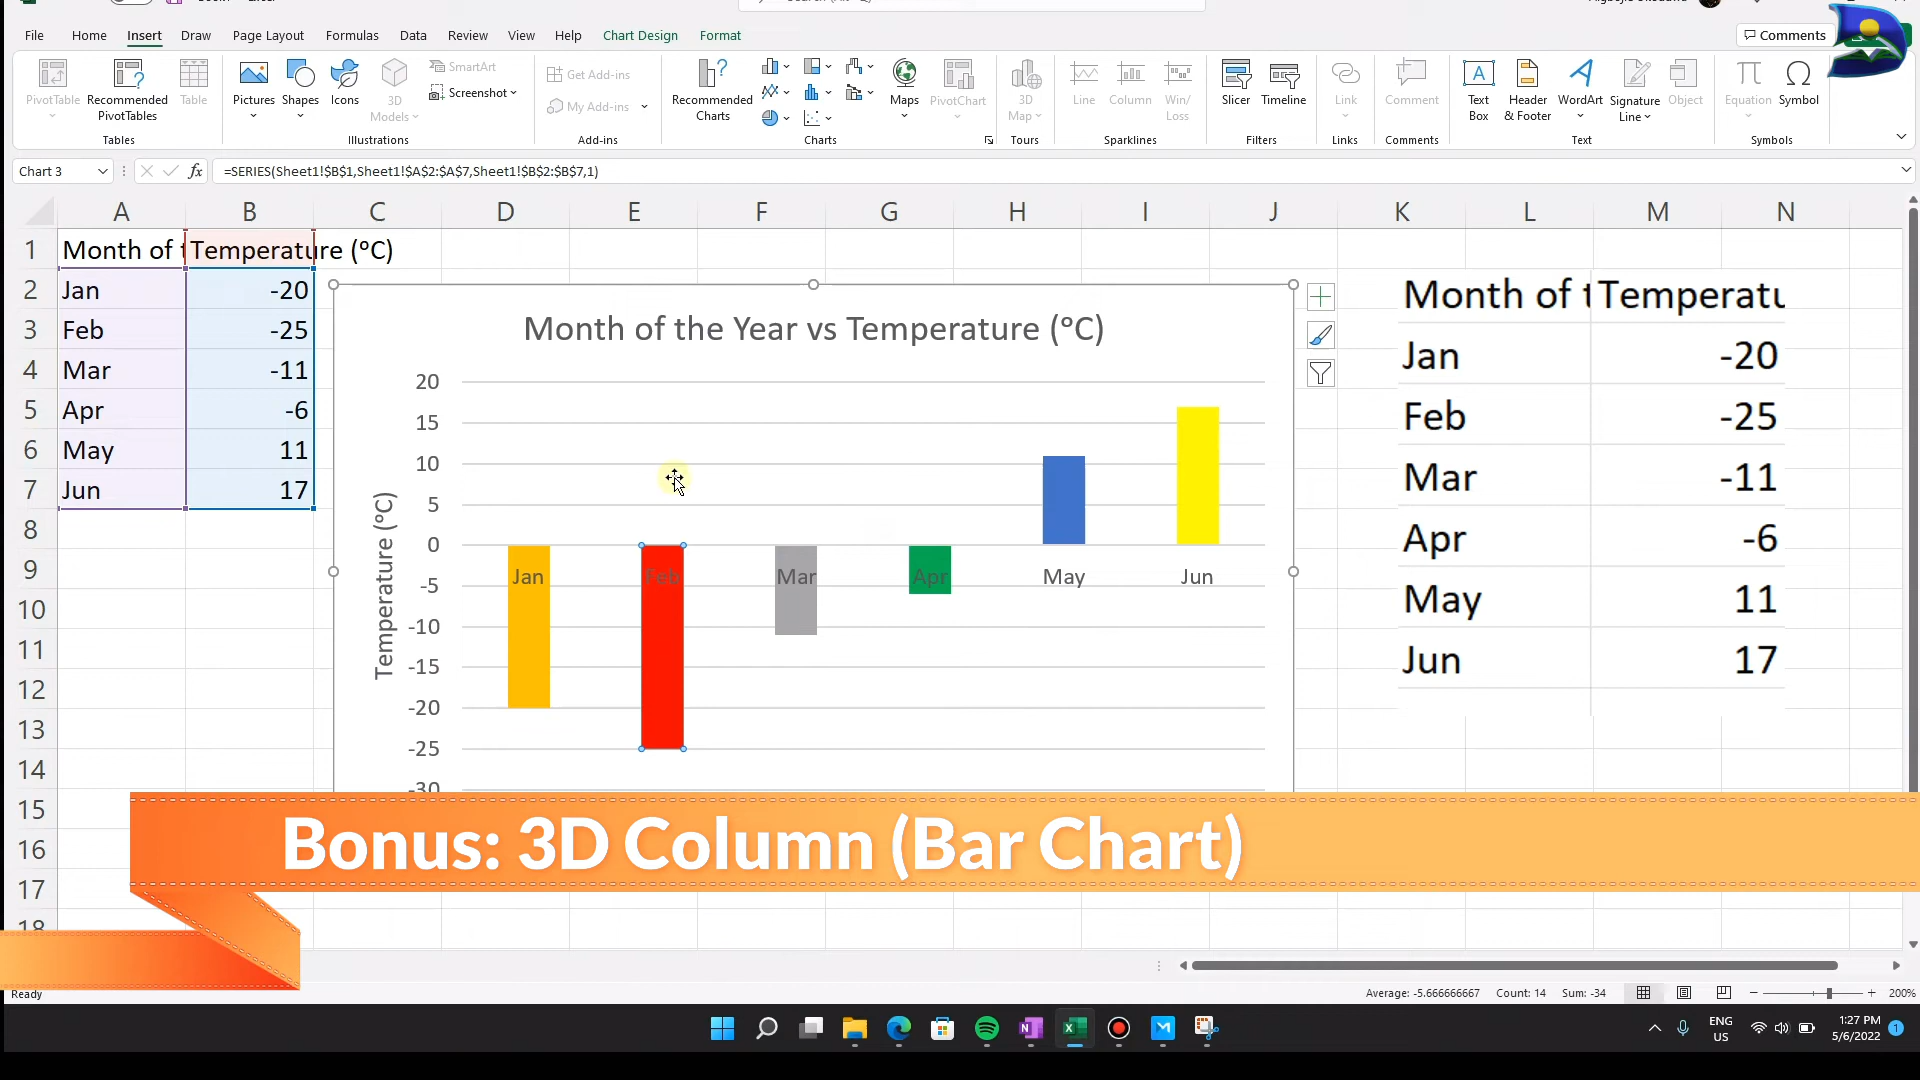 File Home Insert Draw Page Layout Formulas Data Review View Help Chart Design Format Comments
PivotTable Recommended PivotTables Table
Tables
Pictures Shapes Icons 3D Models SmartArt Screenshot
Illustrations
Get Add-ins
My Add-ins
Add-ins
Recommended Charts Maps PivotChart
Charts
3D Map
Tours
Line Column Win/Loss
Sparklines
Slicer Timeline
Filters
Link
Links
Comment
Comments
Text Box Header & Footer WordArt Signature Line Object
Text
Equation Symbol
Symbols
Chart 3 fx =SERIES(Sheet1!$B$1,Sheet1!$A$2:$A$7,Sheet1!$B$2:$B$7,1)
A B C D E F G H I J K L M N
1 Month of t Temperature (°C)
2 Jan -20
3 Feb -25
4 Mar -11
5 Apr -6
6 May 11
7 Jun 17
8
9
10
11
12
13
14
15
16
17
18
Month of the Year vs Temperature (°C)
Temperature (°C)
20
15
10
5
0
-5
-10
-15
-20
-25
-30
Jan Feb Mar Apr May Jun
Month of t Temperatu
Jan -20
Feb -25
Mar -11
Apr -6
May 11
Jun 17
Bonus: 3D Column (Bar Chart)
Ready Average: -5.666666667 Count: 14 Sum: -34 200%
ENG
US
1:27 PM
5/6/2022
1